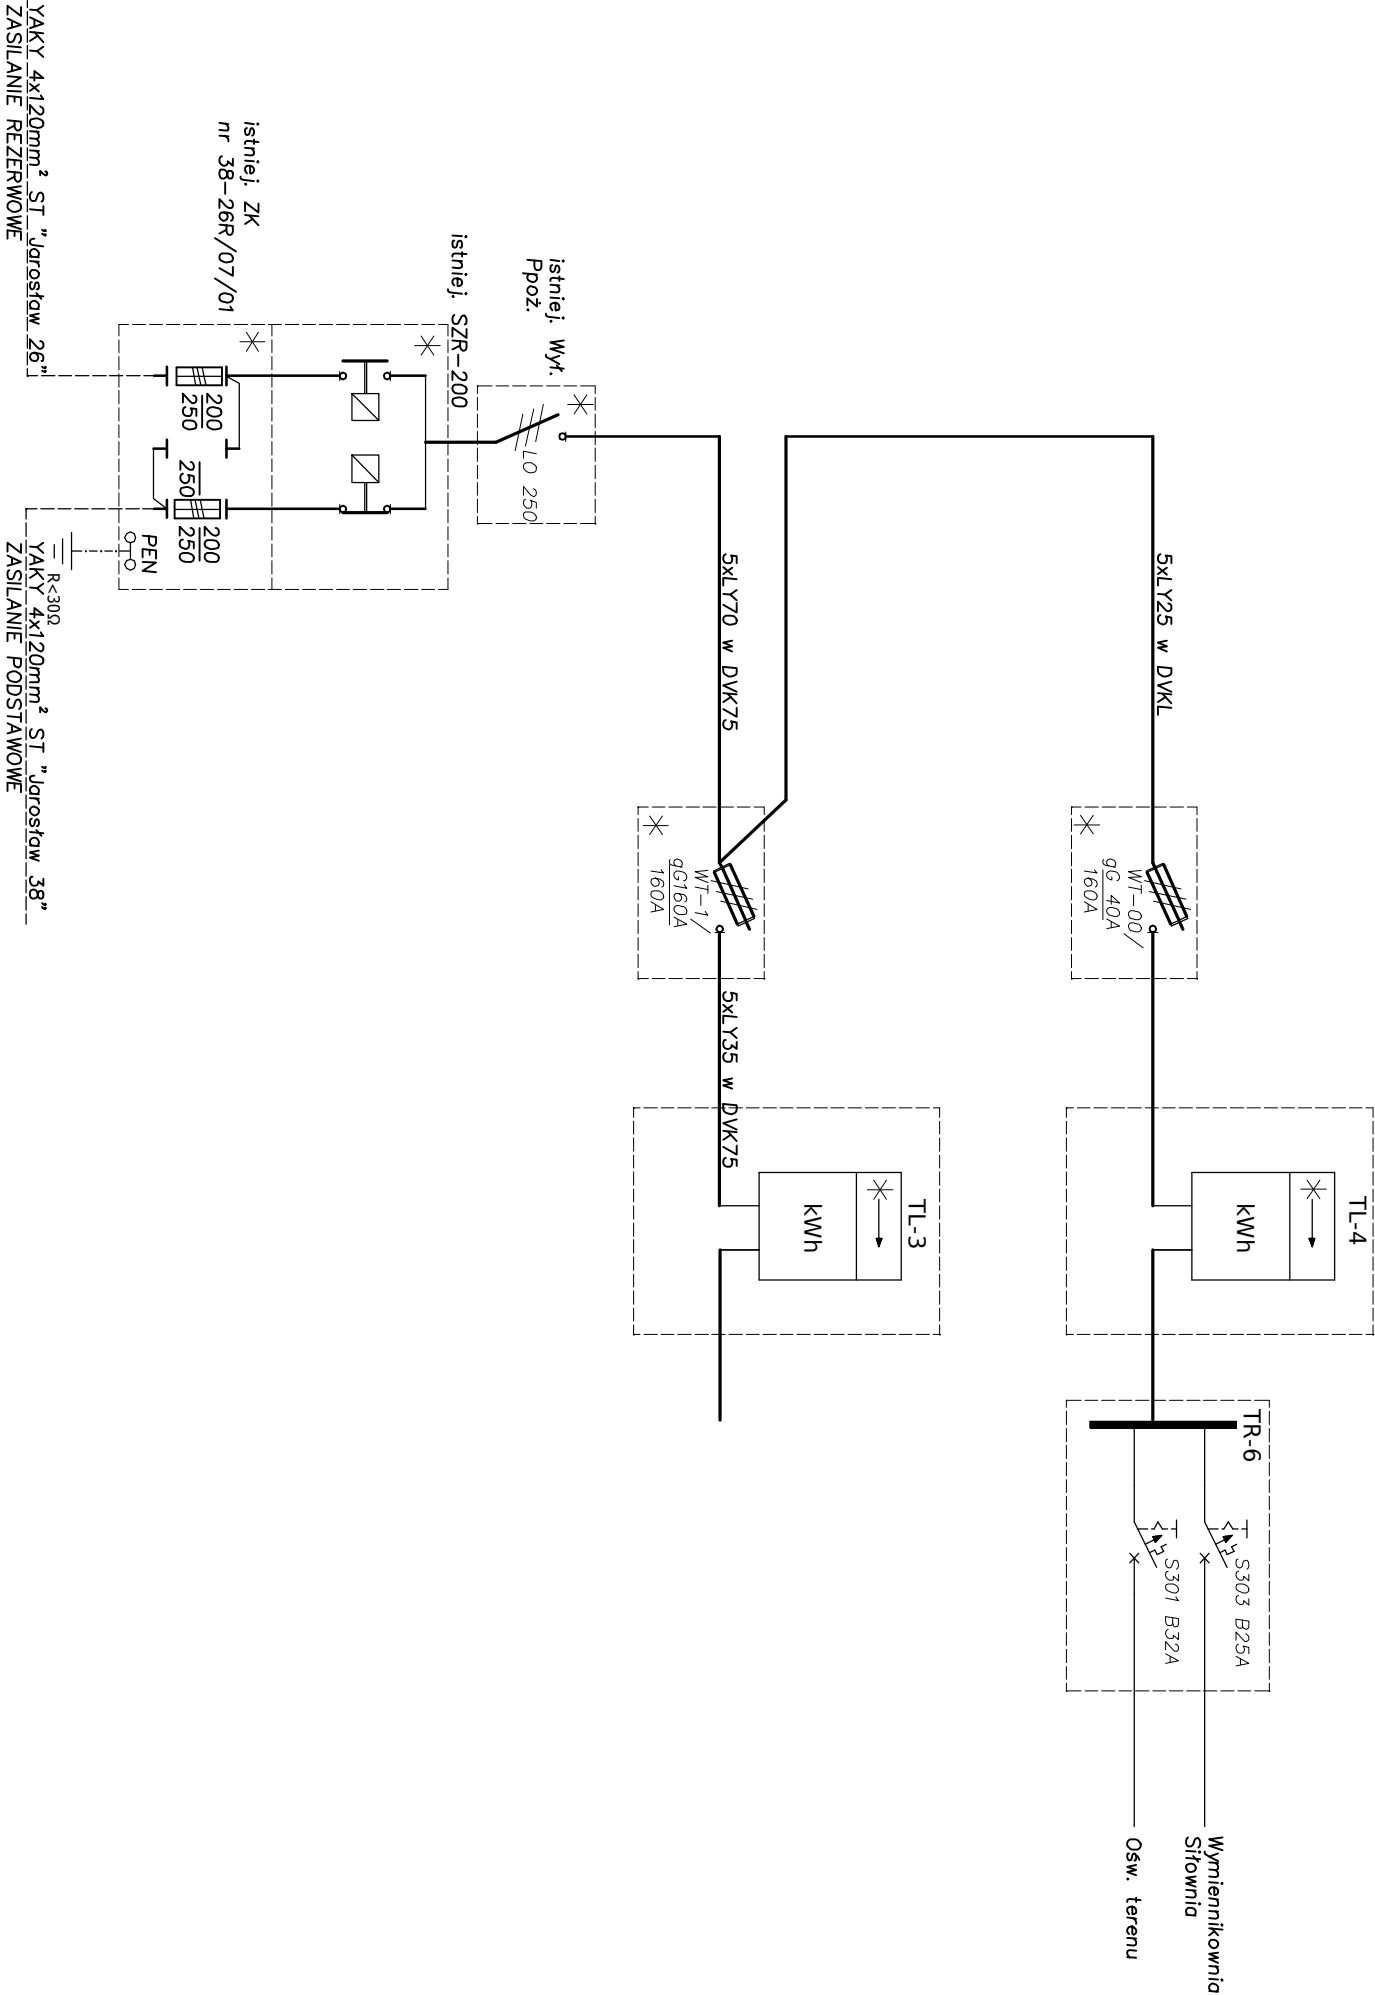 TL-4
kWh
TR-6
S303 B25A
S301 B32A
Wymiennikownia
Siłownia
Ośw. terenu
5xLY25 w DVKL
WT-00/
gG 40A
160A
TL-3
kWh
5xLY70 w DVK75
WT-1/
gG160A
160A
5xLY35 w DVK75
istniej. Wył.
Ppoż.
LO 250
istniej. SZR-200
istniej. ZK
nr 38-26R/07/01
200
250
250
200
250
PEN
R<30Ω
YAKY 4x120mm² ST "Jarosław 26"
ZASILANIE REZERWOWE
YAKY 4x120mm² ST "Jarosław 38"
ZASILANIE PODSTAWOWE